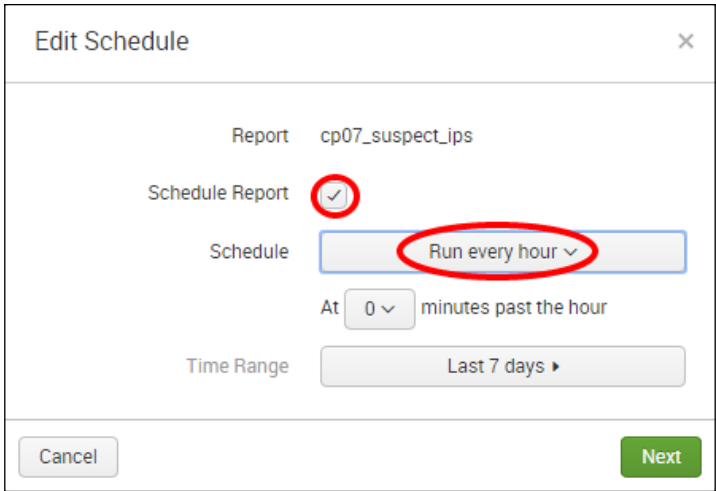 Edit Schedule ×
Report cp07_suspect_ips
Schedule Report
Schedule Run every hour
At 0 minutes past the hour
Time Range Last 7 days
Cancel Next